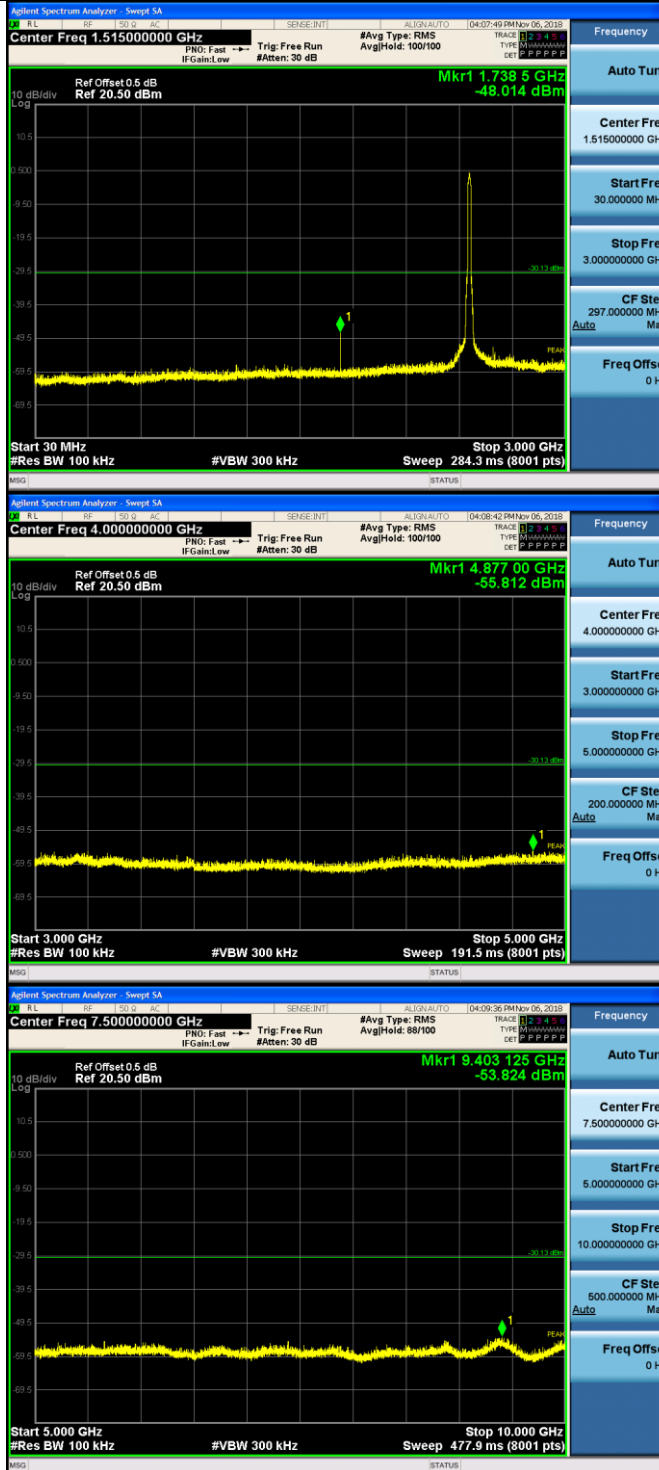 Agilent Spectrum Analyzer - Swept SA
RL RF 50 Ω AC SENSE:INT ALIGNAUTO 04:07:49 PM Nov 06, 2018
Center Freq 1.515000000 GHz
PNO: Fast
IFGain:Low
Trig: Free Run
#Atten: 30 dB
#Avg Type: RMS
Avg|Hold: 100/100
TRACE 1 2 3 4 5 6
TYPE M
DET P P P P P P
Ref Offset 0.5 dB
Ref 20.50 dBm
10 dB/div
Log
Mkr1 1.738 5 GHz
-48.014 dBm
10.5
0.500
-9.50
-19.5
-29.5
-39.5
-49.5
-59.5
-69.5
-30.13 dBm
1
PEAK
Start 30 MHz
Stop 3.000 GHz
#Res BW 100 kHz
#VBW 300 kHz
Sweep 284.3 ms (8001 pts)
MSG
STATUS
Frequency
Auto Tun
Center Fre
1.515000000 GH
Start Fre
30.000000 MH
Stop Fre
3.000000000 GH
CF Ste
297.000000 MH
Auto Ma
Freq Offse
0 H
Agilent Spectrum Analyzer - Swept SA
RL RF 50 Ω AC SENSE:INT ALIGNAUTO 04:08:42 PM Nov 06, 2018
Center Freq 4.000000000 GHz
PNO: Fast
IFGain:Low
Trig: Free Run
#Atten: 30 dB
#Avg Type: RMS
Avg|Hold: 100/100
TRACE 1 2 3 4 5 6
TYPE M
DET P P P P P P
Ref Offset 0.5 dB
Ref 20.50 dBm
10 dB/div
Log
Mkr1 4.877 00 GHz
-55.812 dBm
10.5
0.500
-9.50
-19.5
-29.5
-39.5
-49.5
-59.5
-69.5
-30.13 dBm
1
PEAK
Start 3.000 GHz
Stop 5.000 GHz
#Res BW 100 kHz
#VBW 300 kHz
Sweep 191.5 ms (8001 pts)
MSG
STATUS
Frequency
Auto Tun
Center Fre
4.000000000 GH
Start Fre
3.000000000 GH
Stop Fre
5.000000000 GH
CF Ste
200.000000 MH
Auto Ma
Freq Offse
0 H
Agilent Spectrum Analyzer - Swept SA
RL RF 50 Ω AC SENSE:INT ALIGNAUTO 04:09:36 PM Nov 06, 2018
Center Freq 7.500000000 GHz
PNO: Fast
IFGain:Low
Trig: Free Run
#Atten: 30 dB
#Avg Type: RMS
Avg|Hold: 88/100
TRACE 1 2 3 4 5 6
TYPE M
DET P P P P P P
Ref Offset 0.5 dB
Ref 20.50 dBm
10 dB/div
Log
Mkr1 9.403 125 GHz
-53.824 dBm
10.5
0.500
-9.50
-19.5
-29.5
-39.5
-49.5
-59.5
-69.5
-30.13 dBm
1
PEAK
Start 5.000 GHz
Stop 10.000 GHz
#Res BW 100 kHz
#VBW 300 kHz
Sweep 477.9 ms (8001 pts)
MSG
STATUS
Frequency
Auto Tun
Center Fre
7.500000000 GH
Start Fre
5.000000000 GH
Stop Fre
10.000000000 GH
CF Ste
500.000000 MH
Auto Ma
Freq Offse
0 H